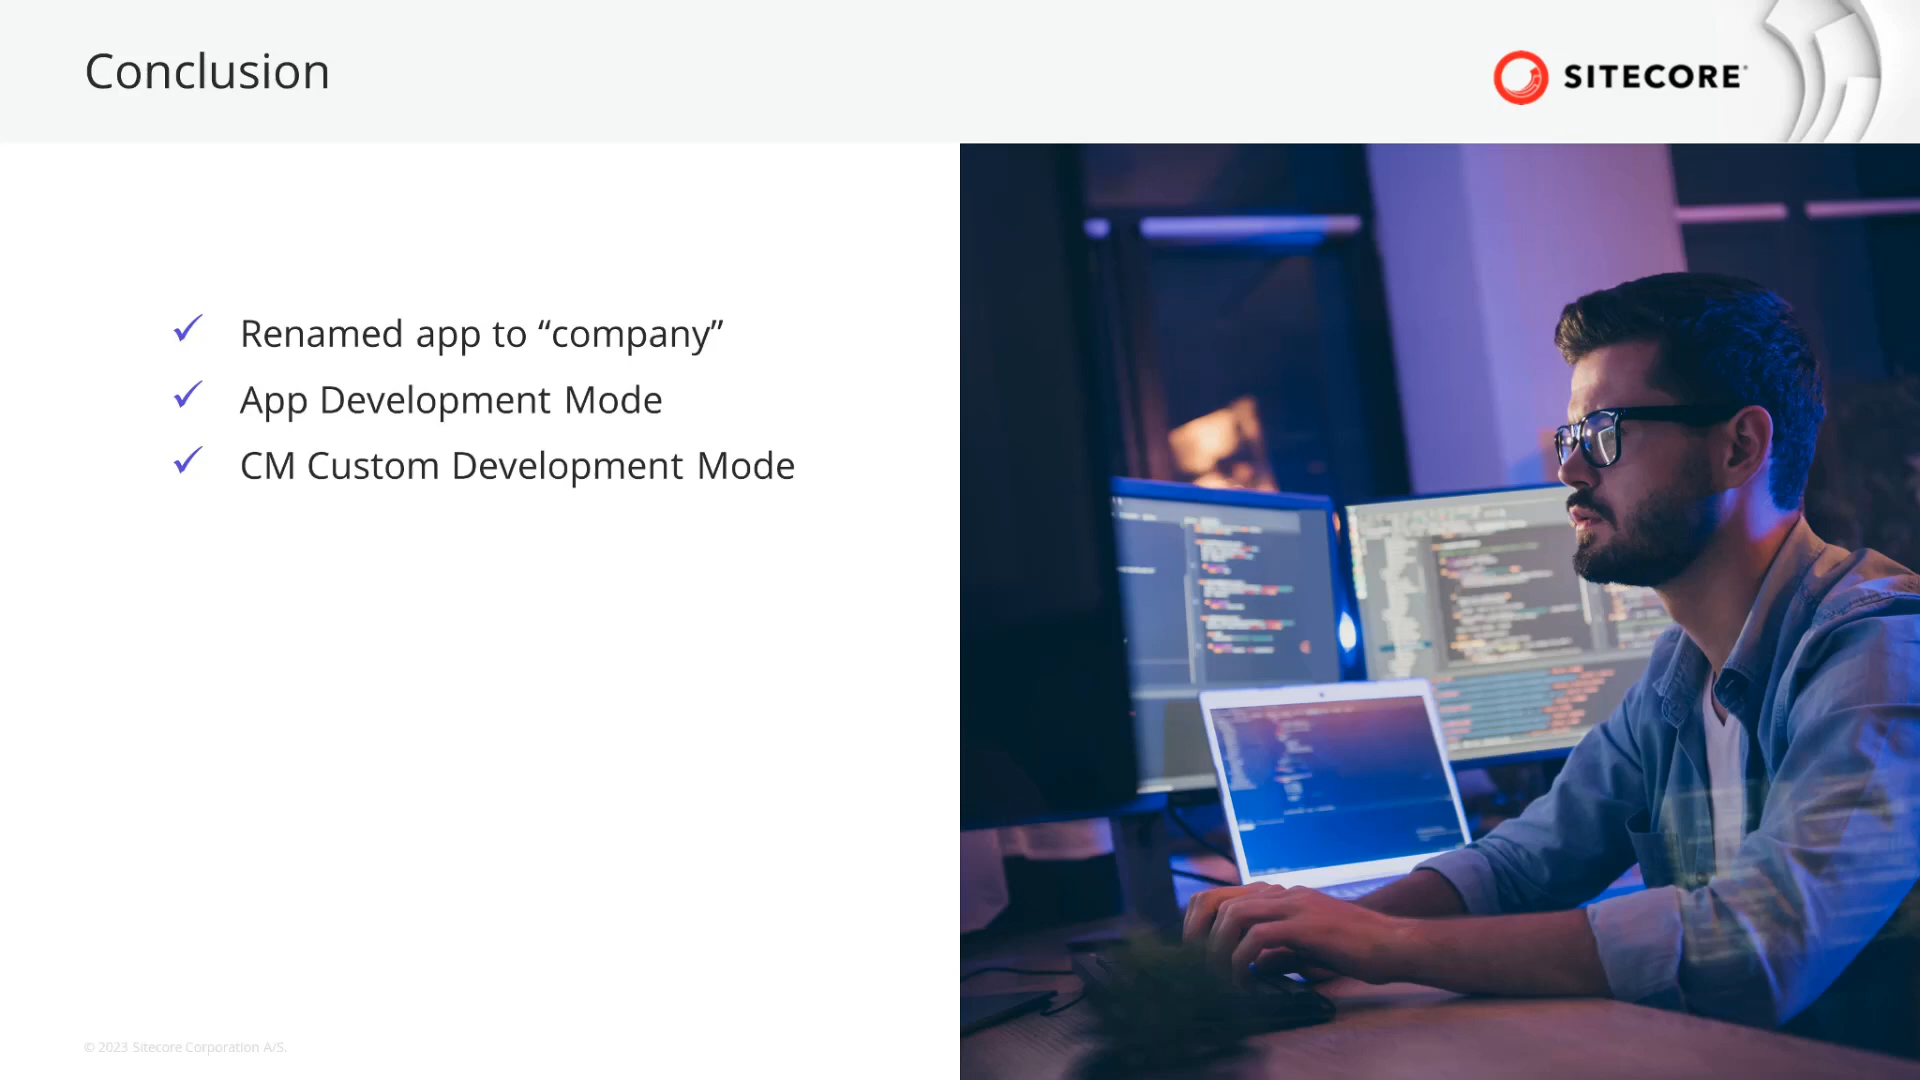 Conclusion
SITECORE
✓ Renamed app to “company”
✓ App Development Mode
✓ CM Custom Development Mode
© 2023 Sitecore Corporation A/S.